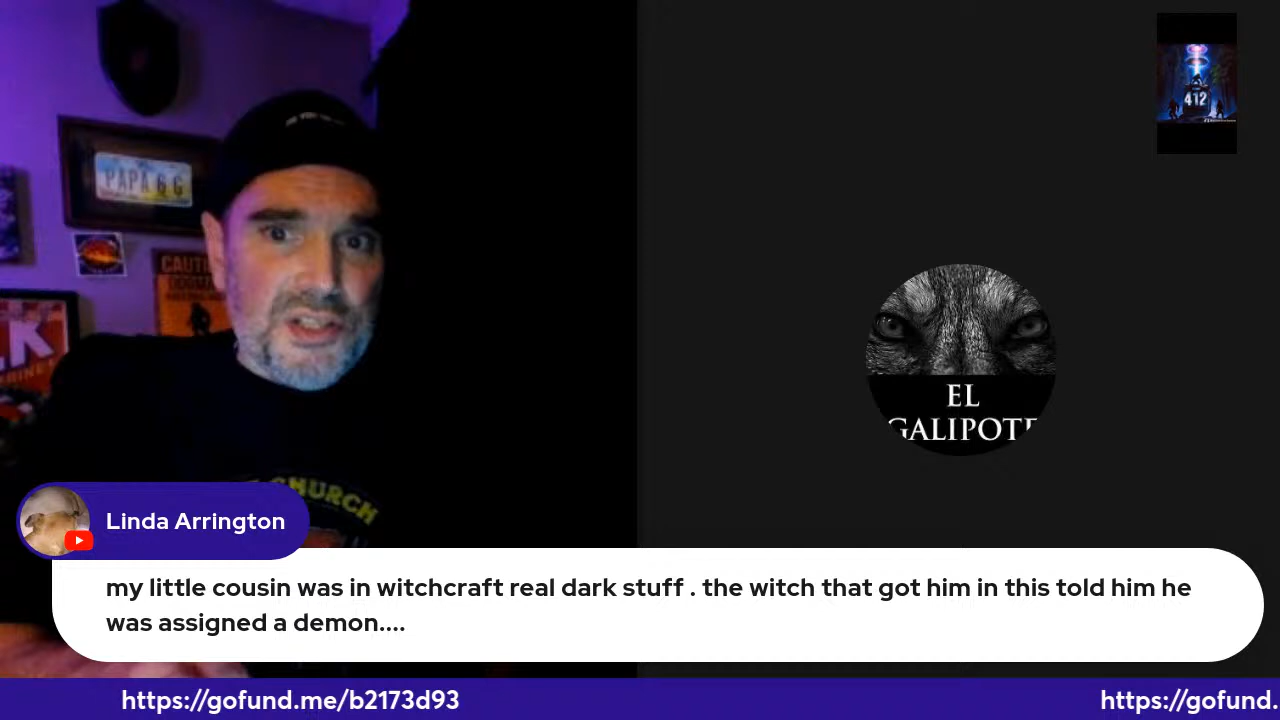 412
PAPA G G
CAUTI
EL
GALIPOTE
CHURCH
Linda Arrington
my little cousin was in witchcraft real dark stuff . the witch that got him in this told him he
was assigned a demon....
https://gofund.me/b2173d93
https://gofund.